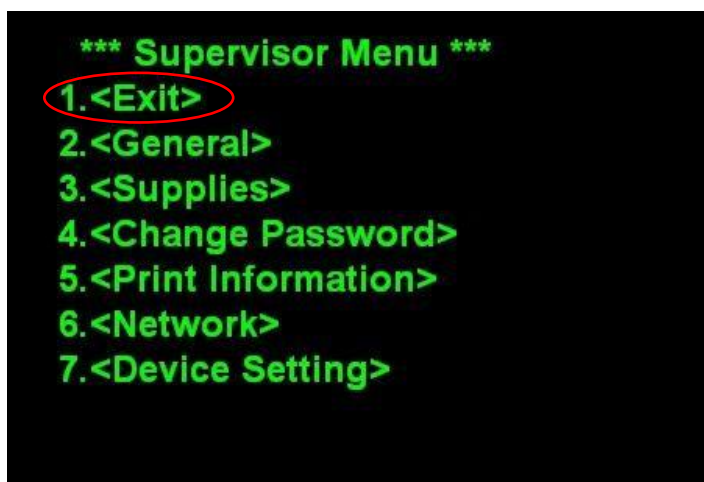 *** Supervisor Menu ***
1.<Exit>
2.<General>
3.<Supplies>
4.<Change Password>
5.<Print Information>
6.<Network>
7.<Device Setting>